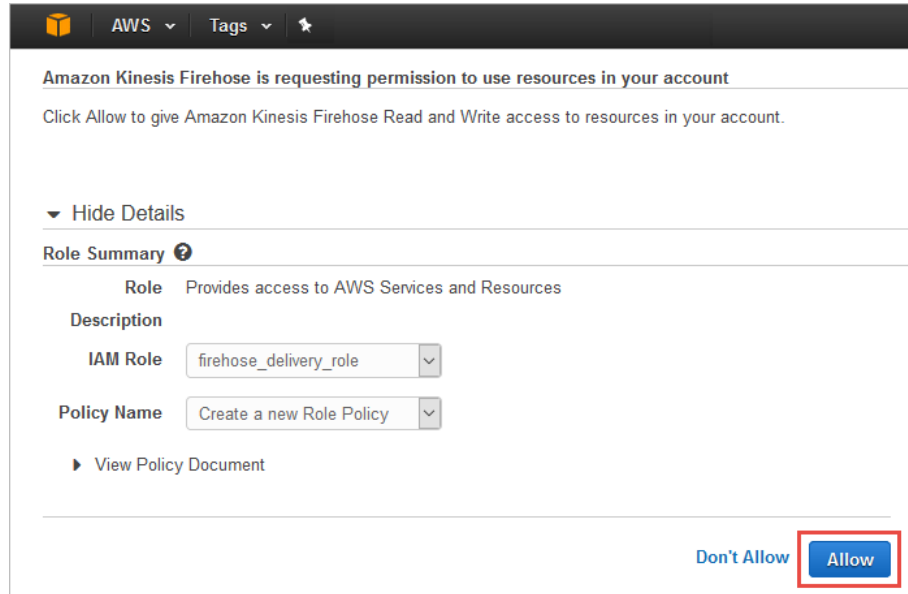 AWS Tags
Amazon Kinesis Firehose is requesting permission to use resources in your account
Click Allow to give Amazon Kinesis Firehose Read and Write access to resources in your account.
Hide Details
Role Summary ?
Role Provides access to AWS Services and Resources
Description
IAM Role firehose_delivery_role
Policy Name Create a new Role Policy
View Policy Document
Don't Allow Allow